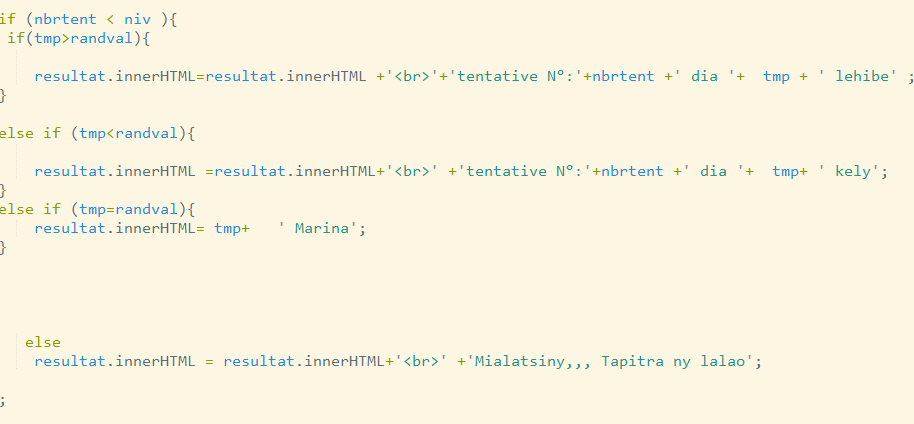 if (nbrtent < niv ){
if(tmp>randval){
resultat.innerHTML=resultat.innerHTML +'<br>'+'tentative N°:'+nbrtent +' dia '+  tmp + ' lehibe' ;
}
else if (tmp<randval){
resultat.innerHTML =resultat.innerHTML+'<br>' +'tentative N°:'+nbrtent +' dia '+  tmp+ ' kely';
}
else if (tmp=randval){
resultat.innerHTML= tmp+   ' Marina';
}
else
resultat.innerHTML = resultat.innerHTML+'<br>' +'Mialatsiny,,, Tapitra ny lalao';
;